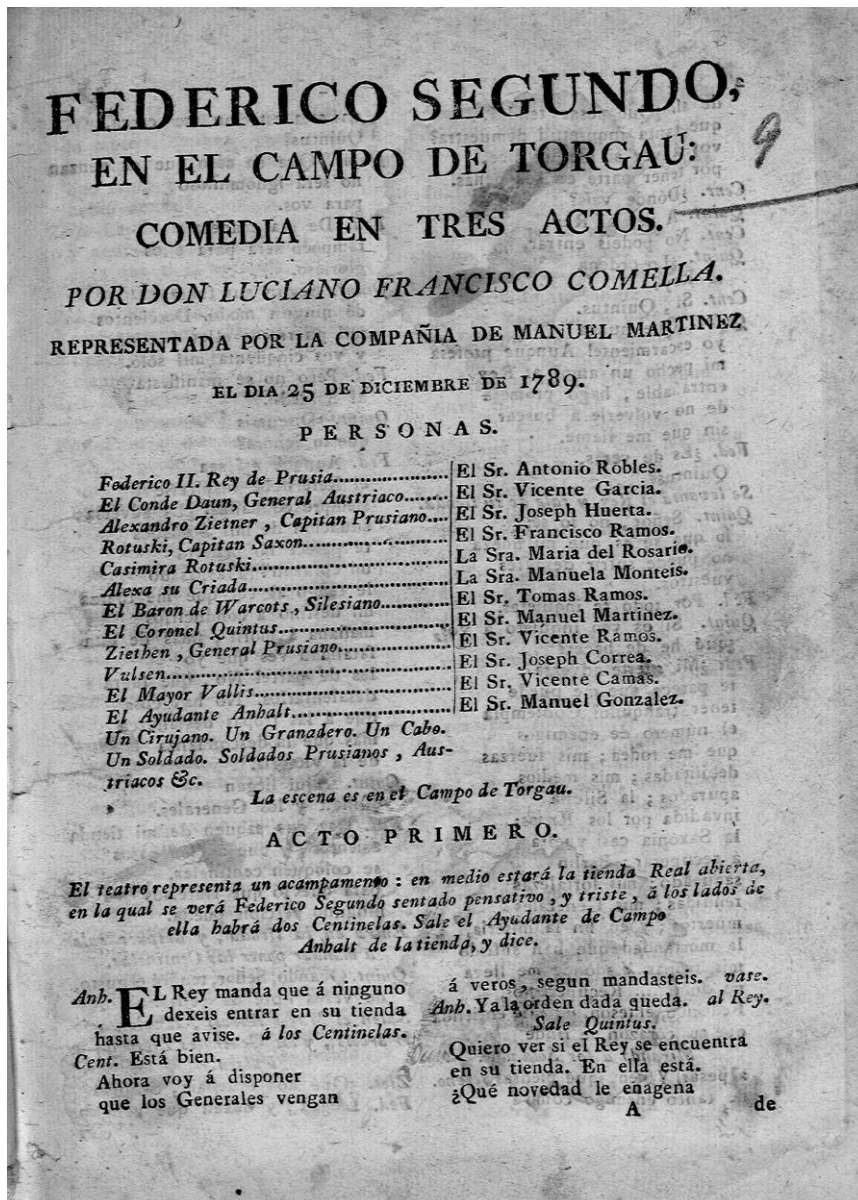 FEDERICO SEGUNDO,
EN EL CAMPO DE TORGAU:
COMEDIA EN TRES ACTOS.
POR DON LUCIANO FRANCISCO COMELLA.
REPRESENTADA POR LA COMPAÑIA DE MANUEL MARTINEZ
EL DIA 25 DE DICIEMBRE DE 1789.
9
PERSONAS.
Federico II. Rey de Prusia.................... El Sr. Antonio Robles.
El Conde Daun, General Austriaco........ El Sr. Vicente Garcia.
Alexandro Zietner, Capitan Prusiano.... El Sr. Joseph Huerta.
Rotuski, Capitan Saxon......................... El Sr. Francisco Ramos.
Casimira Rotuski.................................. La Sra. Maria del Rosario.
Alexa su Criada.................................... La Sra. Manuela Monteis.
El Baron de Warcots, Silesiano............ El Sr. Tomas Ramos.
El Coronel Quintus............................... El Sr. Manuel Martinez.
Ziethen, General Prusiano.................... El Sr. Vicente Ramos.
Vulsen................................................... El Sr. Joseph Correa.
El Mayor Vallis..................................... El Sr. Vicente Camas.
El Ayudante Anhalt............................... El Sr. Manuel Gonzalez.
Un Cirujano. Un Granadero. Un Cabo.
Un Soldado. Soldados Prusianos, Aus-
triacos &c.
La escena es en el Campo de Torgau.
ACTO PRIMERO.
El teatro representa un acampamento: en medio estará la tienda Real abierta,
en la qual se verá Federico Segundo sentado pensativo, y triste, á los lados de
ella habrá dos Centinelas. Sale el Ayudante de Campo
Anhalt de la tienda, y dice.
Anh. EL Rey manda que á ninguno
dexeis entrar en su tienda
hasta que avise. á los Centinelas.
Cent. Está bien.
Ahora voy á disponer
que los Generales vengan
á veros, segun mandasteis. vase.
Anh. Ya la orden dada queda. al Rey.
Sale Quintus.
Quiero ver si el Rey se encuentra
en su tienda. En ella está.
¿Qué novedad le enagena
A
de